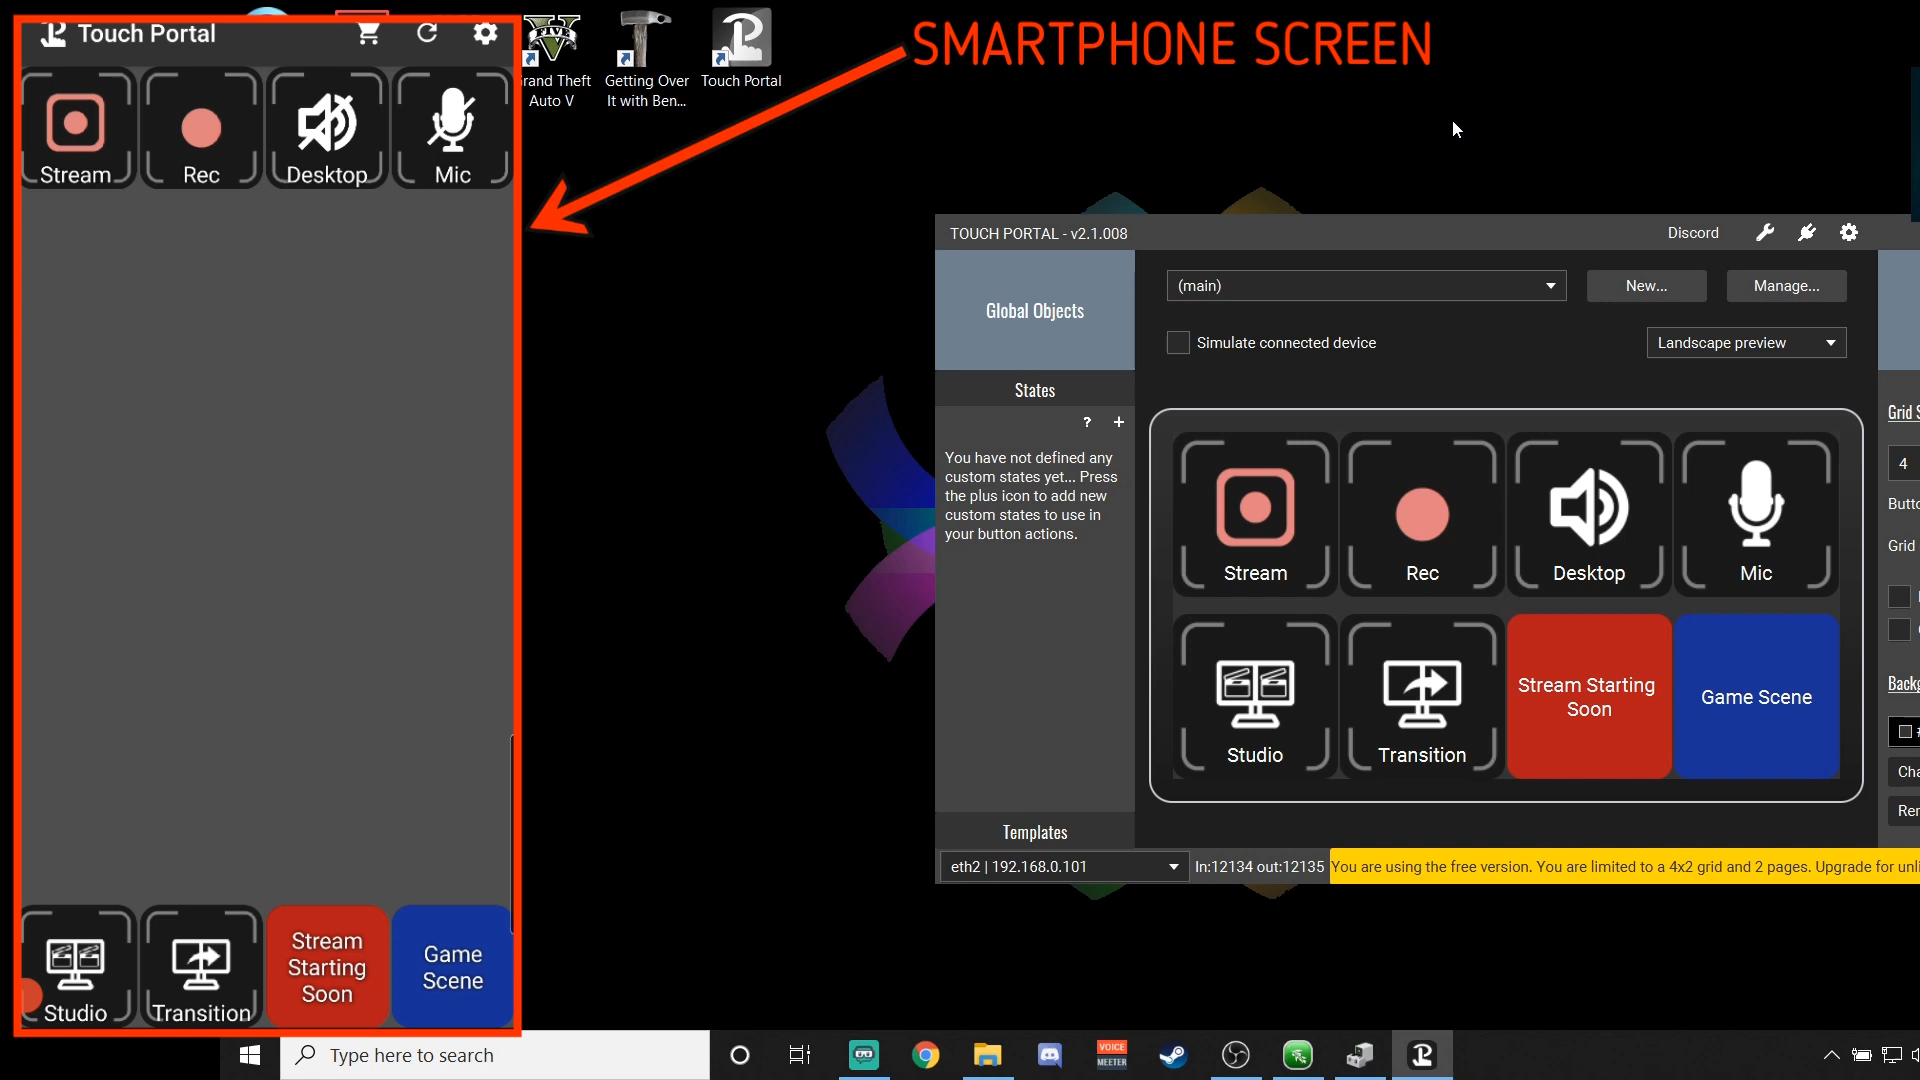 Touch Portal
Stream
Rec
Desktop
Mic
Studio
Transition
Stream
Starting
Soon
Game
Scene
FIVE
rand Theft
Auto V
Getting Over
It with Ben...
Touch Portal
SMARTPHONE SCREEN
TOUCH PORTAL - v2.1.008
Discord
Global Objects
(main)
New...
Manage...
Simulate connected device
Landscape preview
States
? +
You have not defined any
custom states yet... Press
the plus icon to add new
custom states to use in
your button actions.
Stream
Rec
Desktop
Mic
Studio
Transition
Stream Starting
Soon
Game Scene
Grid S
4
Butto
Grid
Backg
#
Cha
Rer
Templates
eth2 | 192.168.0.101
In:12134 out:12135
You are using the free version. You are limited to a 4x2 grid and 2 pages. Upgrade for unli
Type here to search
VOICE
MEETER